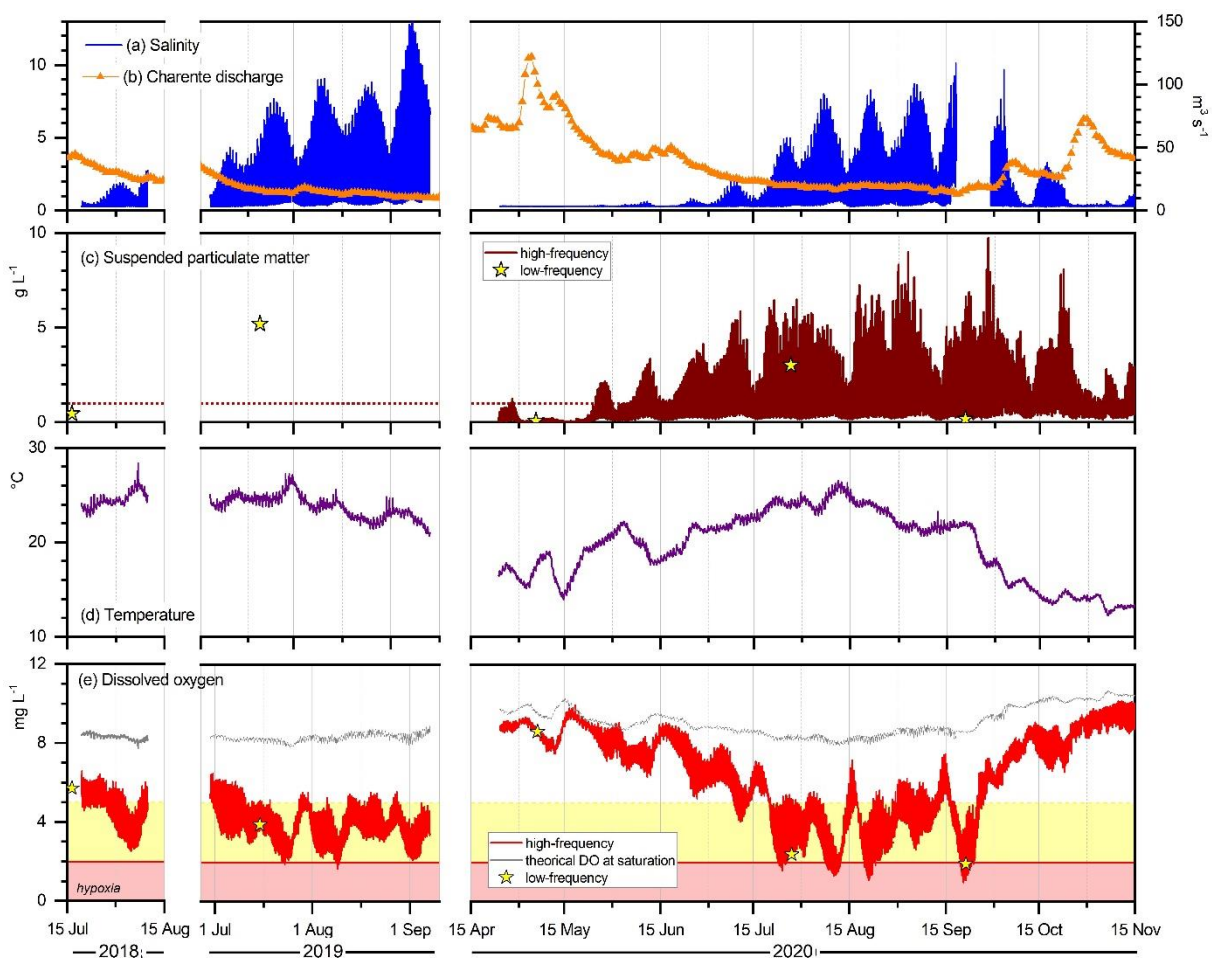 (a) Salinity
(b) Charente discharge
10
5
0
150
100
50
0
m³ s⁻¹
(c) Suspended particulate matter
high-frequency
low-frequency
10
5
0
g L⁻¹
30
20
10
°C
(d) Temperature
(e) Dissolved oxygen
12
8
4
0
mg L⁻¹
high-frequency
theorical DO at saturation
low-frequency
hypoxia
15 Jul 15 Aug 1 Jul 1 Aug 1 Sep 15 Apr 15 May 15 Jun 15 Jul 15 Aug 15 Sep 15 Oct 15 Nov
2018 2019 2020